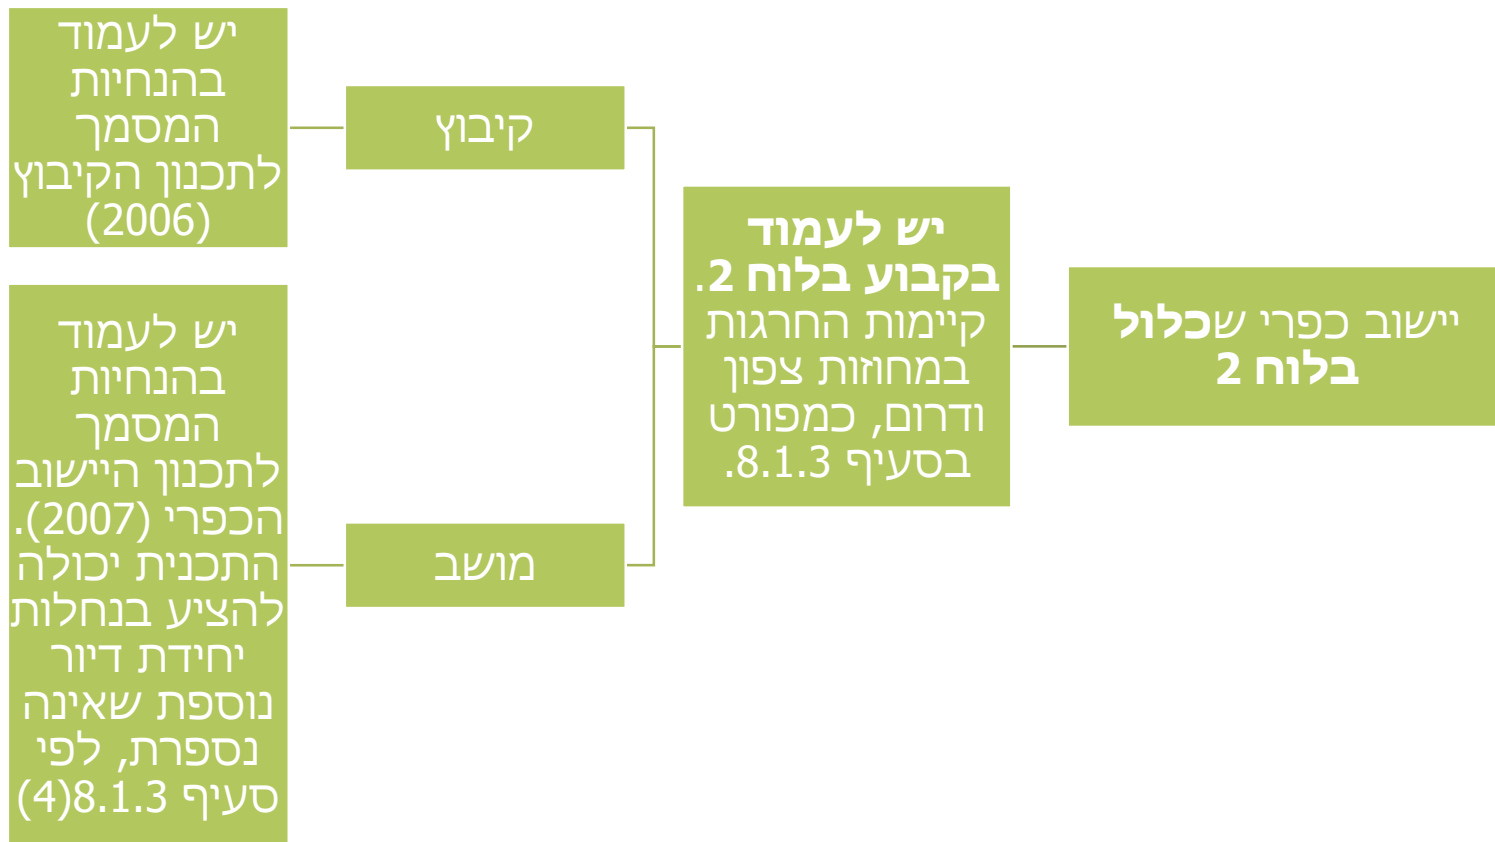 יישוב כפרי שכלול
בלוח 2
יש לעמוד
בקבוע בלוח 2.
קיימות החרגות
במחוזות צפון
ודרום, כמפורט
בסעיף 8.1.3.
קיבוץ
יש לעמוד
בהנחיות
המסמך
לתכנון הקיבוץ
(2006)
מושב
יש לעמוד
בהנחיות
המסמך
לתכנון היישוב
הכפרי (2007).
התכנית יכולה
להציע בנחלות
יחידת דיור
נוספת שאינה
נספרת, לפי
סעיף 8.1.3(4)